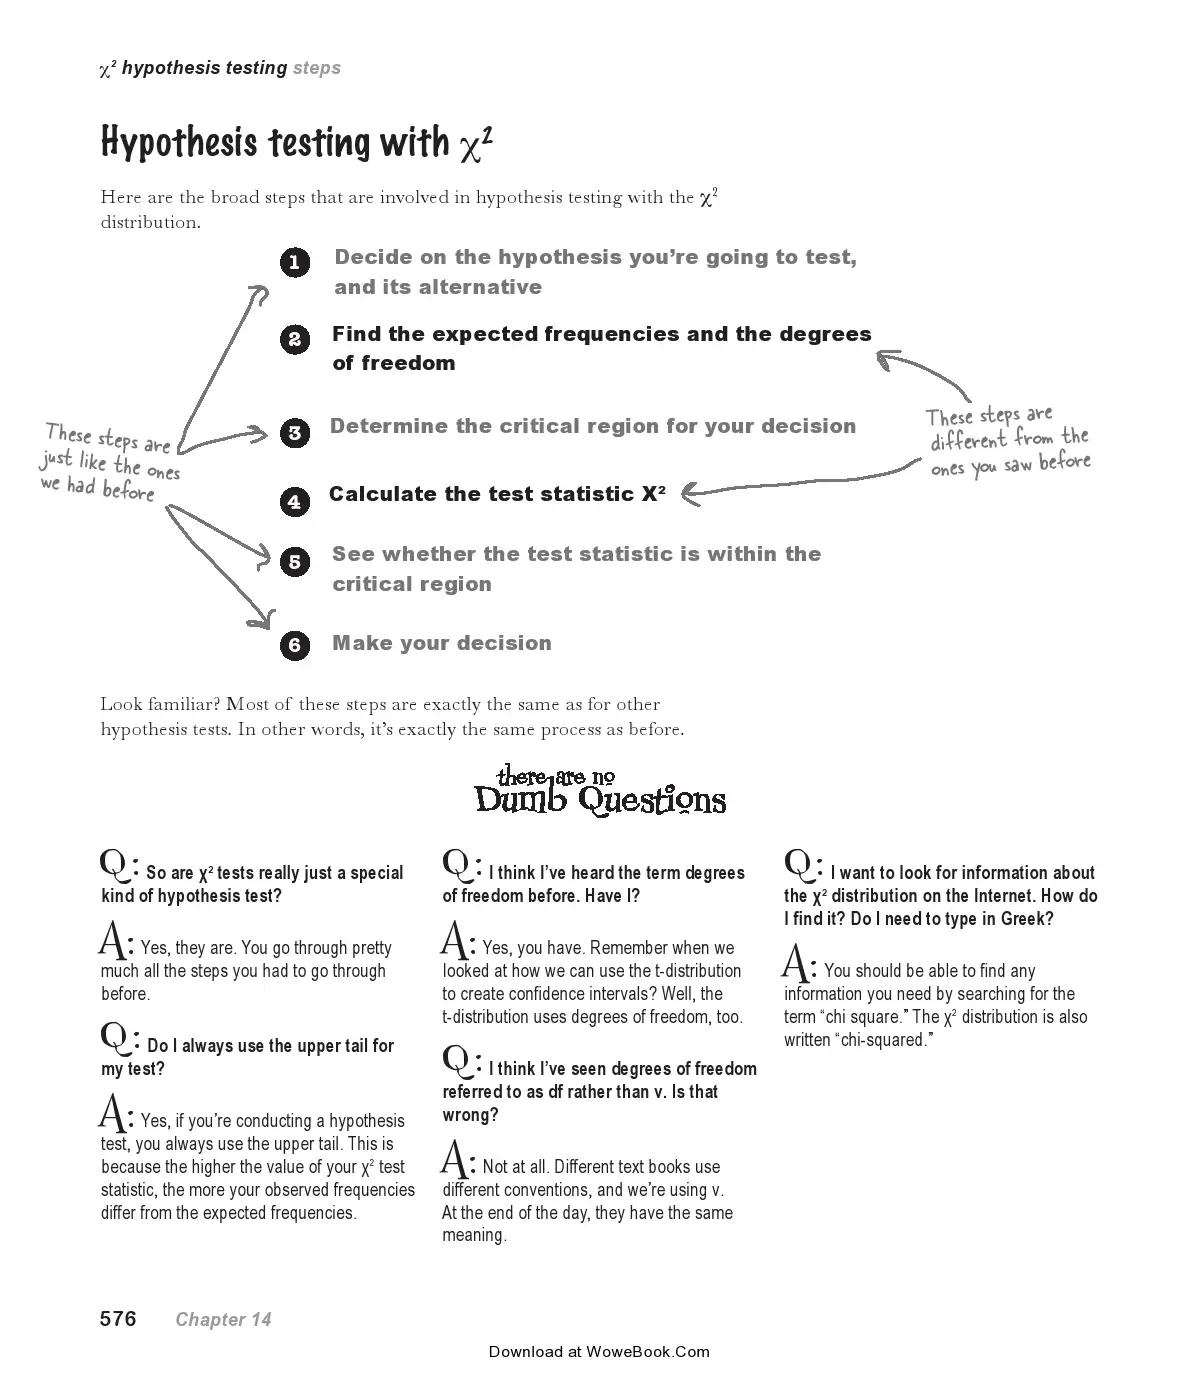 χ² hypothesis testing steps
Hypothesis testing with χ²
Here are the broad steps that are involved in hypothesis testing with the χ²
distribution.
1 Decide on the hypothesis you’re going to test,
and its alternative
2 Find the expected frequencies and the degrees
of freedom
3 Determine the critical region for your decision
4 Calculate the test statistic X²
5 See whether the test statistic is within the
critical region
6 Make your decision
These steps are
just like the ones
we had before
These steps are
different from the
ones you saw before
Look familiar? Most of these steps are exactly the same as for other
hypothesis tests. In other words, it’s exactly the same process as before.
there are no
Dumb Questions
Q: So are χ² tests really just a special
kind of hypothesis test?
A: Yes, they are. You go through pretty
much all the steps you had to go through
before.
Q: Do I always use the upper tail for
my test?
A: Yes, if you’re conducting a hypothesis
test, you always use the upper tail. This is
because the higher the value of your χ² test
statistic, the more your observed frequencies
differ from the expected frequencies.
Q: I think I’ve heard the term degrees
of freedom before. Have I?
A: Yes, you have. Remember when we
looked at how we can use the t-distribution
to create confidence intervals? Well, the
t-distribution uses degrees of freedom, too.
Q: I think I’ve seen degrees of freedom
referred to as df rather than v. Is that
wrong?
A: Not at all. Different text books use
different conventions, and we’re using v.
At the end of the day, they have the same
meaning.
Q: I want to look for information about
the χ² distribution on the Internet. How do
I find it? Do I need to type in Greek?
A: You should be able to find any
information you need by searching for the
term “chi square.” The χ² distribution is also
written “chi-squared.”
576 Chapter 14
Download at WoweBook.Com